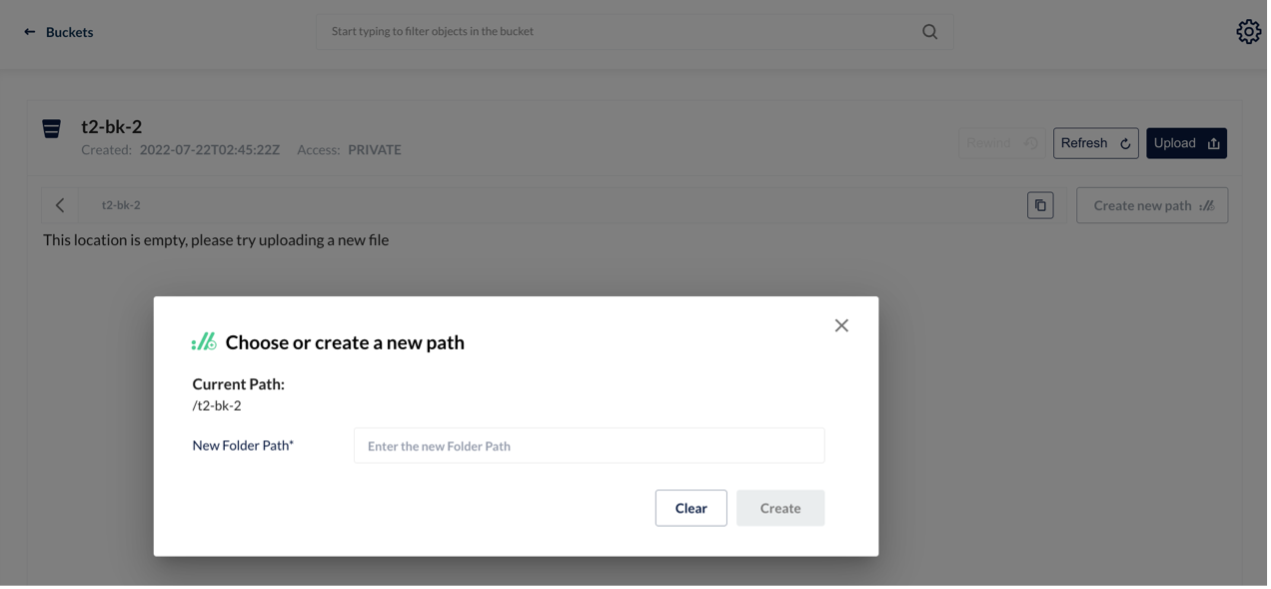 Buckets
Start typing to filter objects in the bucket
t2-bk-2
Created: 2022-07-22T02:45:22Z Access: PRIVATE
Rewind
Refresh
Upload
t2-bk-2
Create new path
This location is empty, please try uploading a new file
Choose or create a new path
Current Path:
/t2-bk-2
New Folder Path*
Enter the new Folder Path
Clear
Create